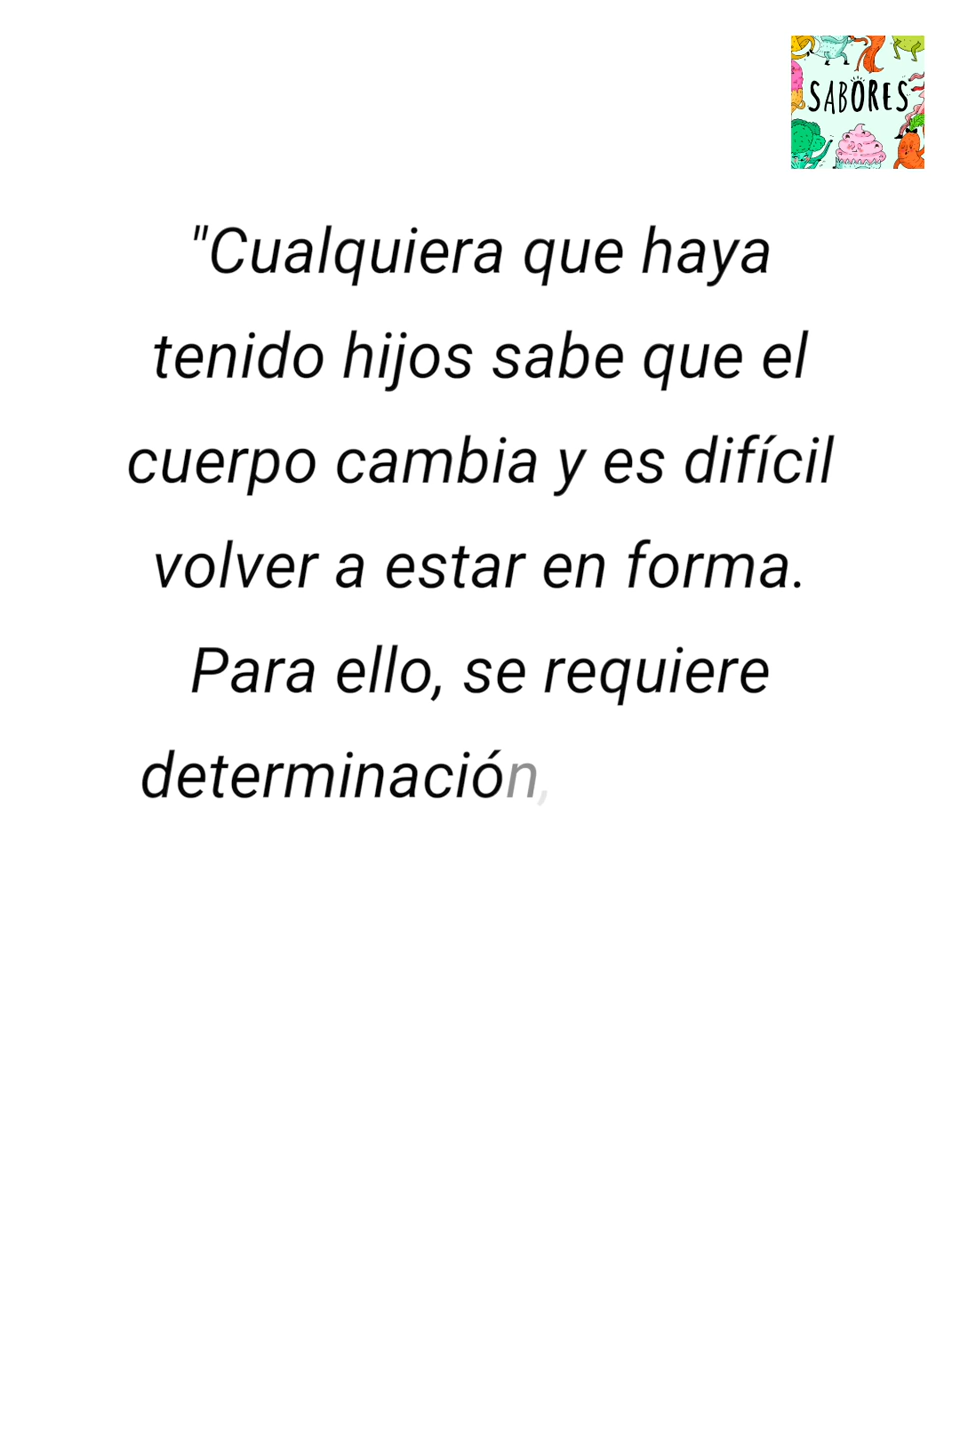 SABORES
"Cualquiera que haya
tenido hijos sabe que el
cuerpo cambia y es difícil
volver a estar en forma.
Para ello, se requiere
determinación,